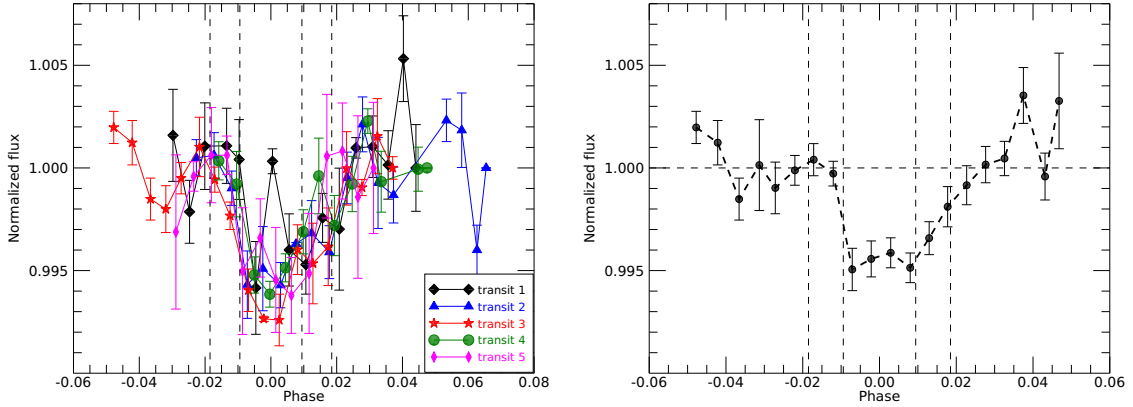 1.005
1.000
0.995
Normalized flux
-0.06
-0.04
-0.02
0.00
0.02
0.04
0.06
0.08
Phase
transit 1
transit 2
transit 3
transit 4
transit 5
1.005
1.000
0.995
Normalized flux
-0.06
-0.04
-0.02
0.00
0.02
0.04
0.06
Phase